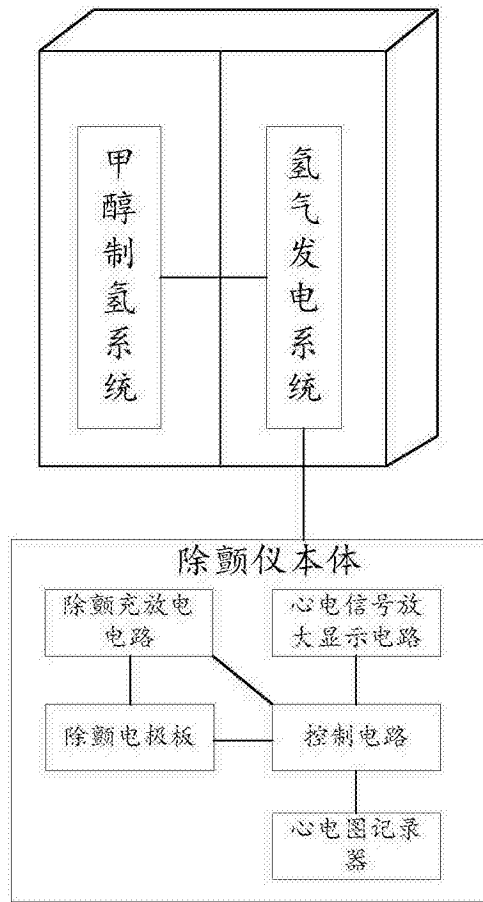 甲醇制氢系统
氢气发电系统
除颤仪本体
除颤充放电
电路
心电信号放
大显示电路
除颤电极板
控制电路
心电图记录
器